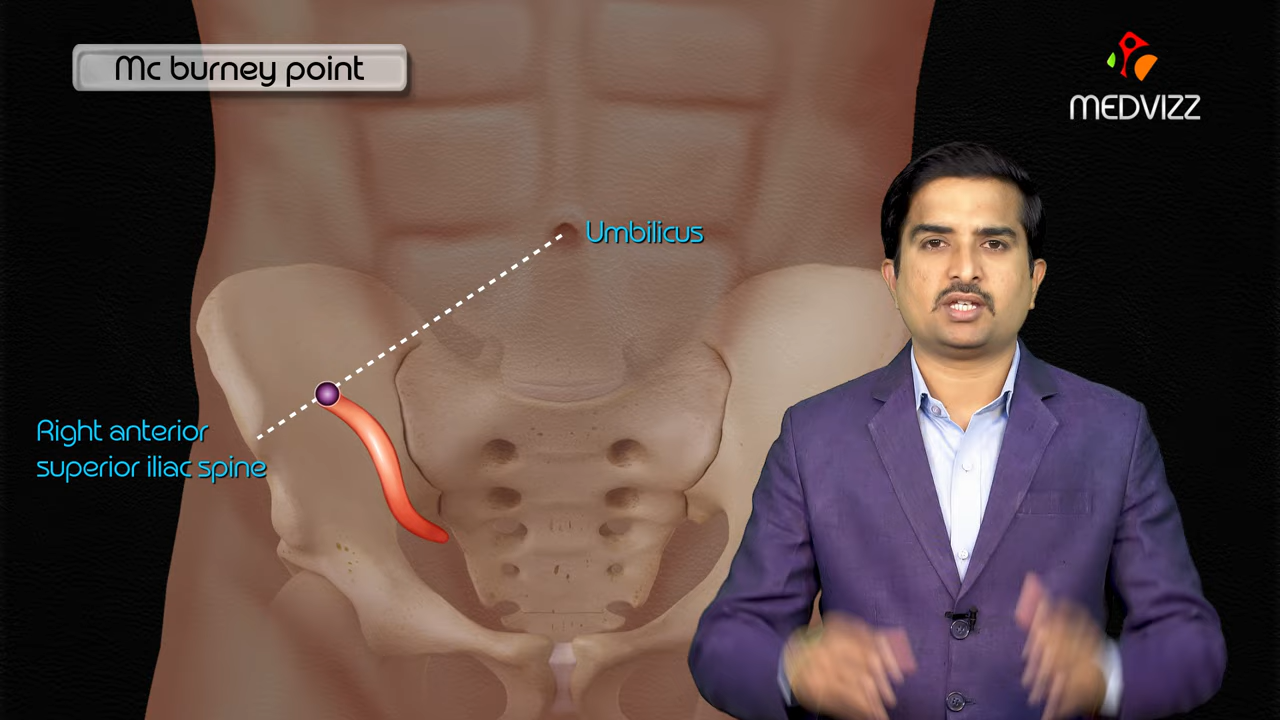 Mc burney point
MEDVIZZ
Umbilicus
Right anterior
superior iliac spine